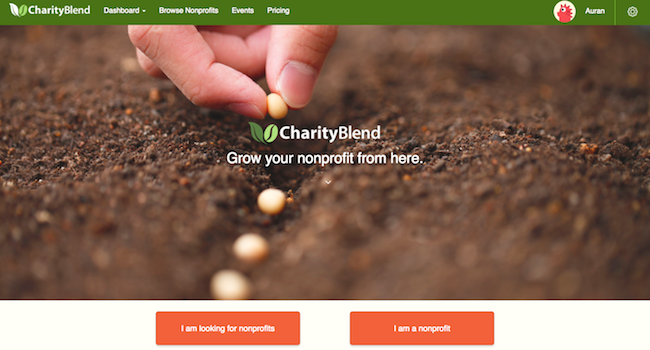 CharityBlend Dashboard Browse Nonprofits Events Pricing Auran
CharityBlend
Grow your nonprofit from here.
I am looking for nonprofits I am a nonprofit